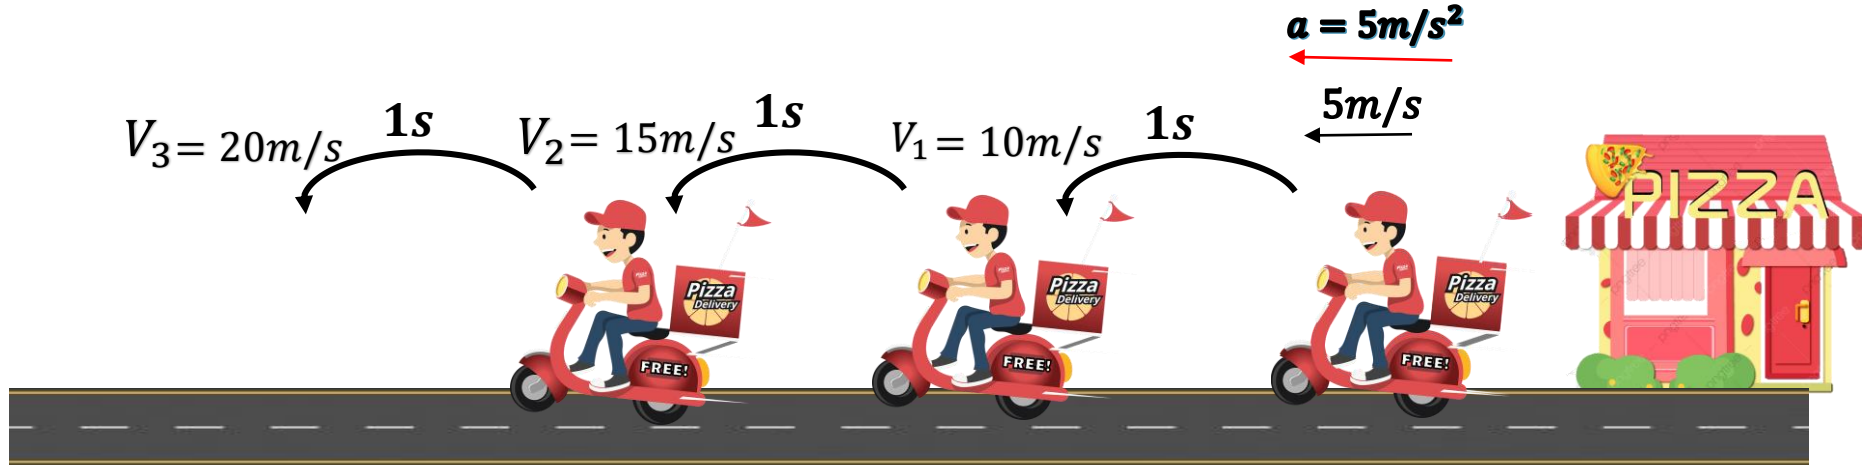 a = 5m/s²
5m/s
V₃= 20m/s
1s
V₂= 15m/s
1s
V₁= 10m/s
1s
PIZZA
Pizza
Delivery
FREE!
Pizza
Delivery
FREE!
Pizza
Delivery
FREE!